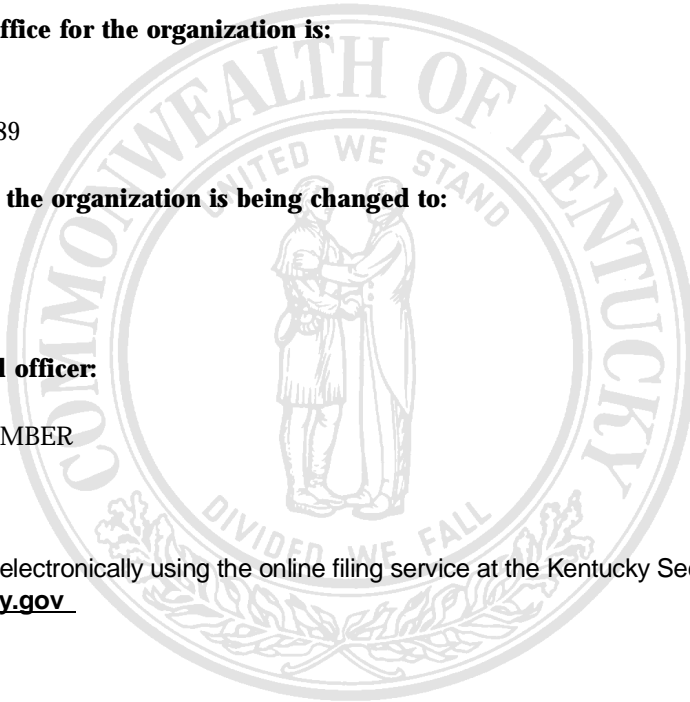 ffice for the organization is:
COMMONWEALTH OF KENTUCKY
UNITED WE STAND
89
the organization is being changed to:
l officer:
MBER
DIVIDED WE FALL
electronically using the online filing service at the Kentucky Sec
y.gov